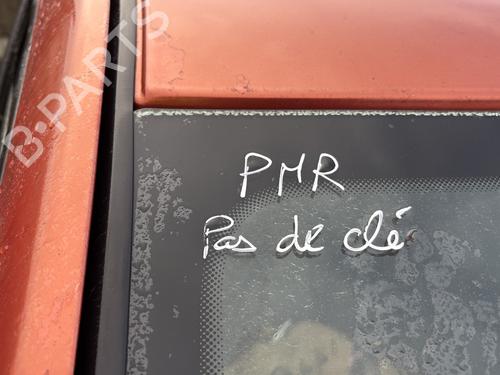 B-PARTS
PMR
Pas de clé